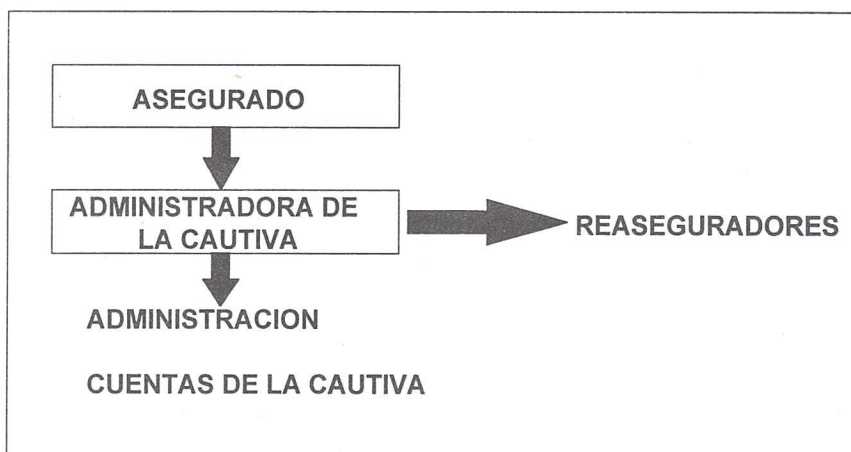 ASEGURADO
ADMINISTRADORA DE
LA CAUTIVA
REASEGURADORES
ADMINISTRACION
CUENTAS DE LA CAUTIVA